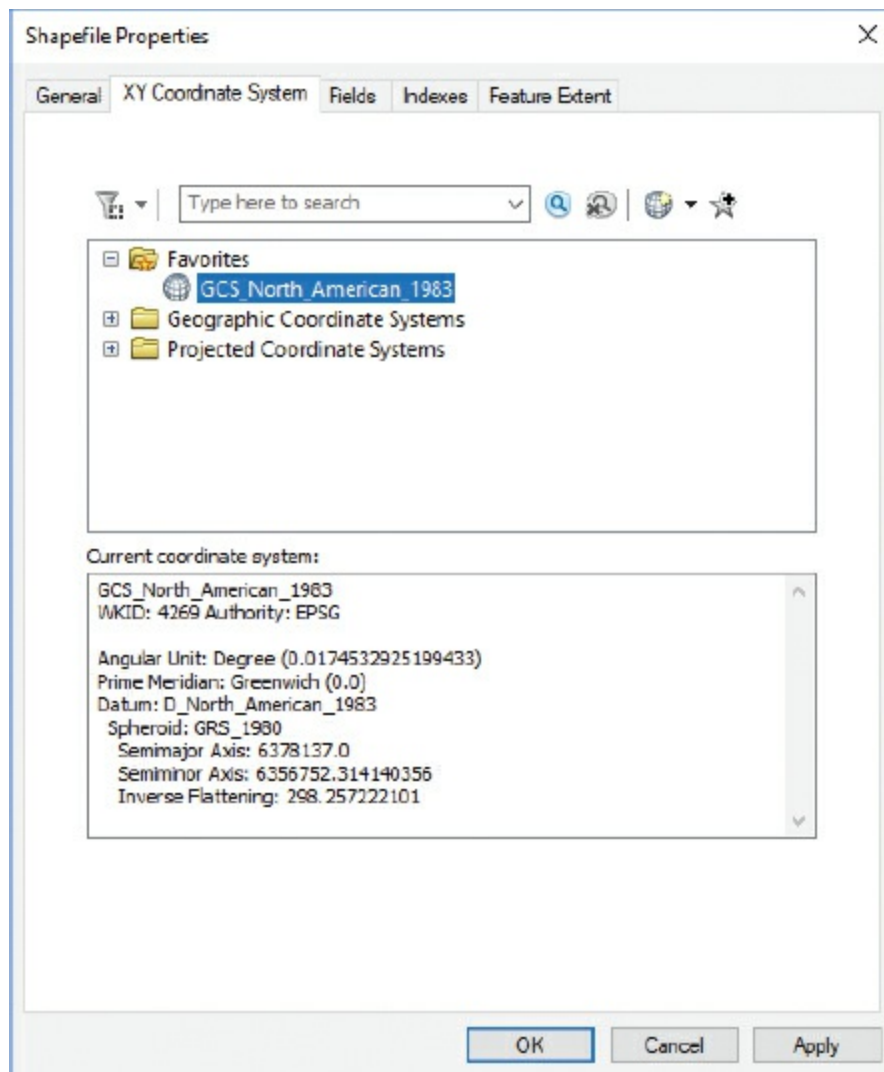 Shapefile Properties
General XY Coordinate System Fields Indexes Feature Extent
Type here to search
Favorites
GCS_North_American_1983
Geographic Coordinate Systems
Projected Coordinate Systems
Current coordinate system:
GCS_North_American_1983
WKID: 4269 Authority: EPSG
Angular Unit: Degree (0.0174532925199433)
Prime Meridian: Greenwich (0.0)
Datum: D_North_American_1983
Spheroid: GRS_1980
Semimajor Axis: 6378137.0
Semiminor Axis: 6356752.314140356
Inverse Flattening: 298.257222101
OK Cancel Apply